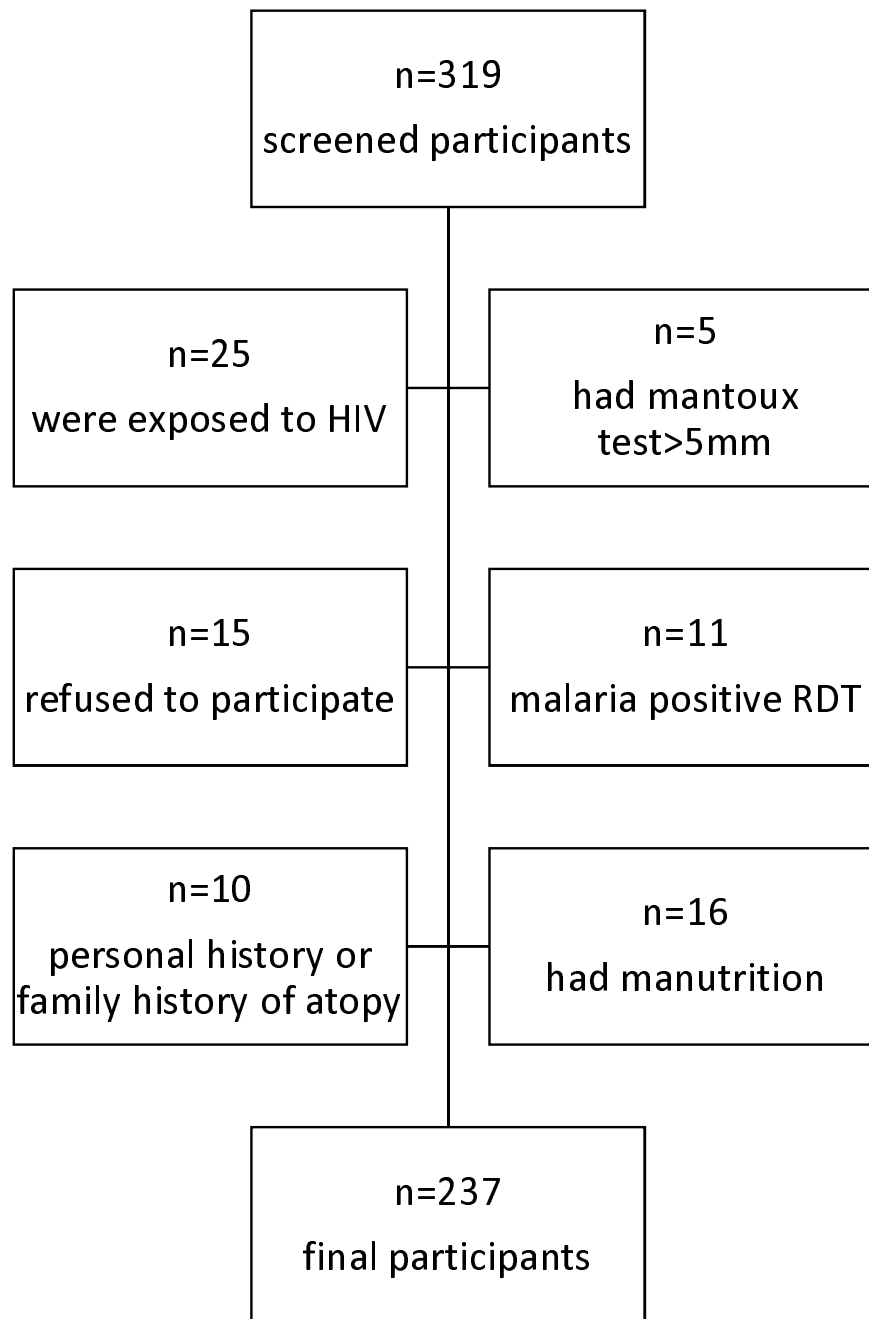 n=319
screened participants
n=25
were exposed to HIV
n=5
had mantoux
test>5mm
n=15
refused to participate
n=11
malaria positive RDT
n=10
personal history or
family history of atopy
n=16
had manutrition
n=237
final participants